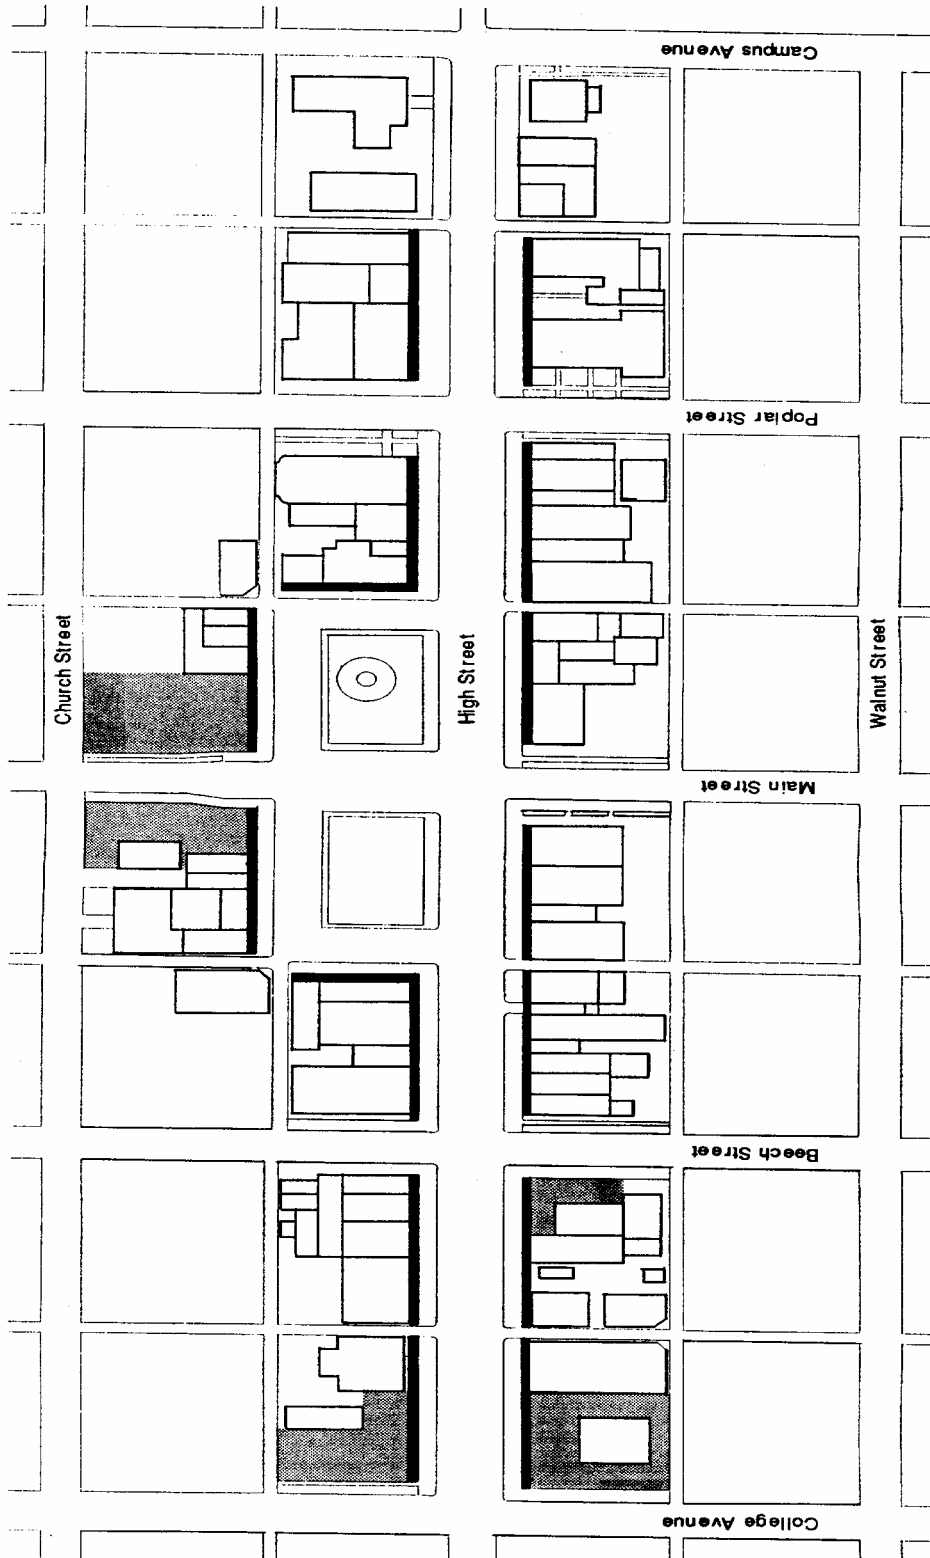 Campus Avenue
Poplar Street
Church Street
High Street
Walnut Street
Main Street
Beech Street
College Avenue